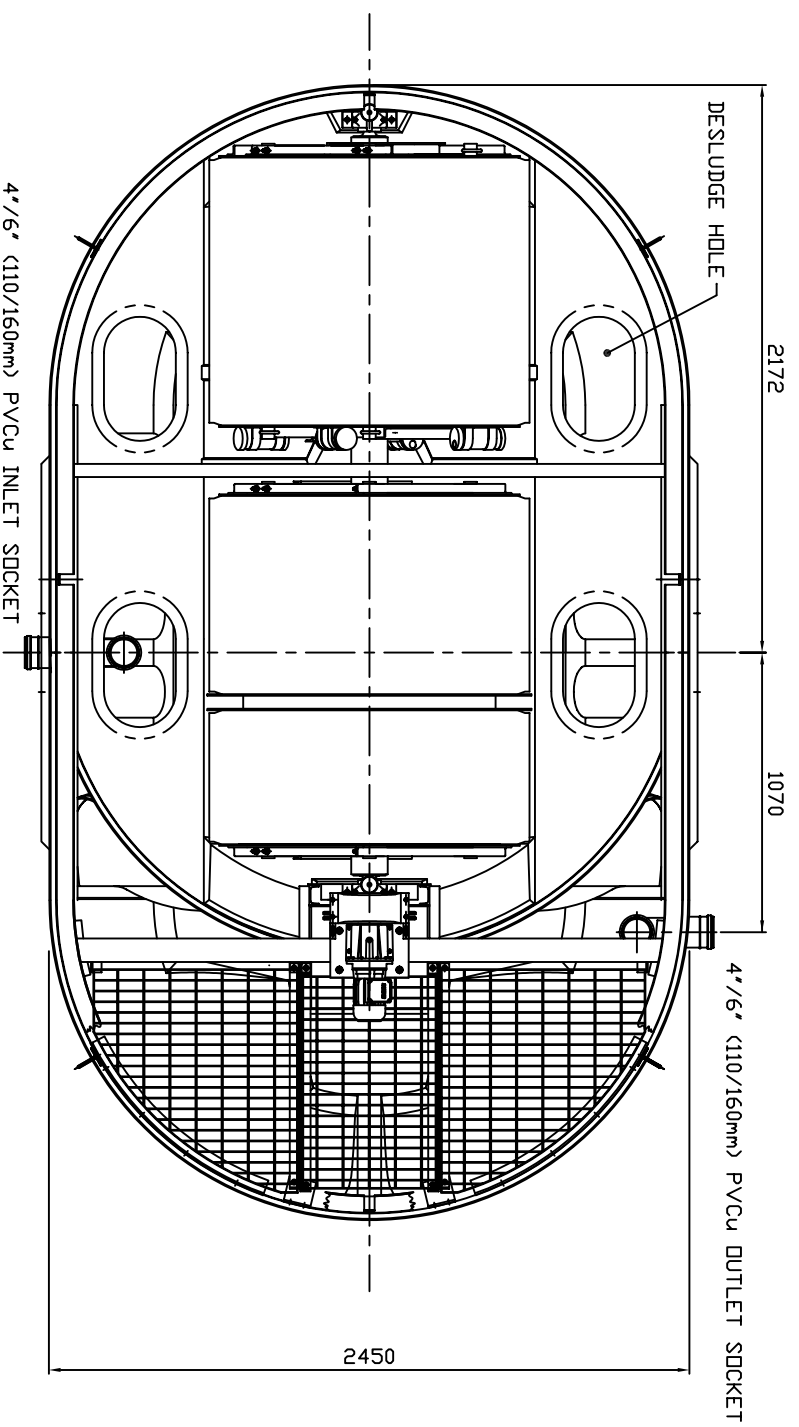 DESLUDGE HOLE
2172
1070
4"/6" (110/160mm) PVCu INLET SOCKET
4"/6" (110/160mm) PVCu OUTLET SOCKET
2450